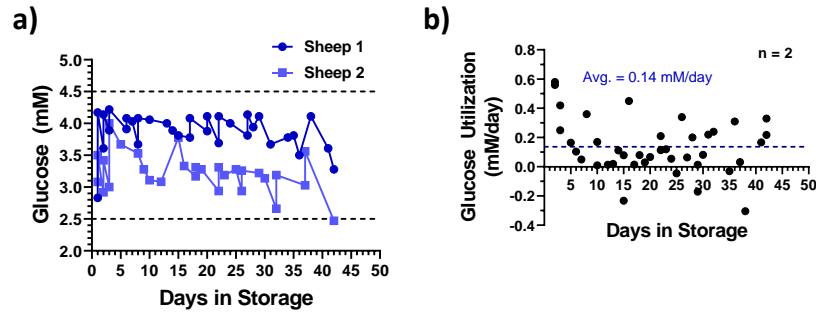 a)
Sheep 1
Sheep 2
Glucose (mM)
5.0
4.5
4.0
3.5
3.0
2.5
2.0
0 5 10 15 20 25 30 35 40 45 50
Days in Storage
b)
n = 2
Avg. = 0.14 mM/day
Glucose Utilization
(mM/day)
0.8
0.6
0.4
0.2
0.0
-0.2
-0.4
5 10 15 20 25 30 35 40 45 50
Days in Storage